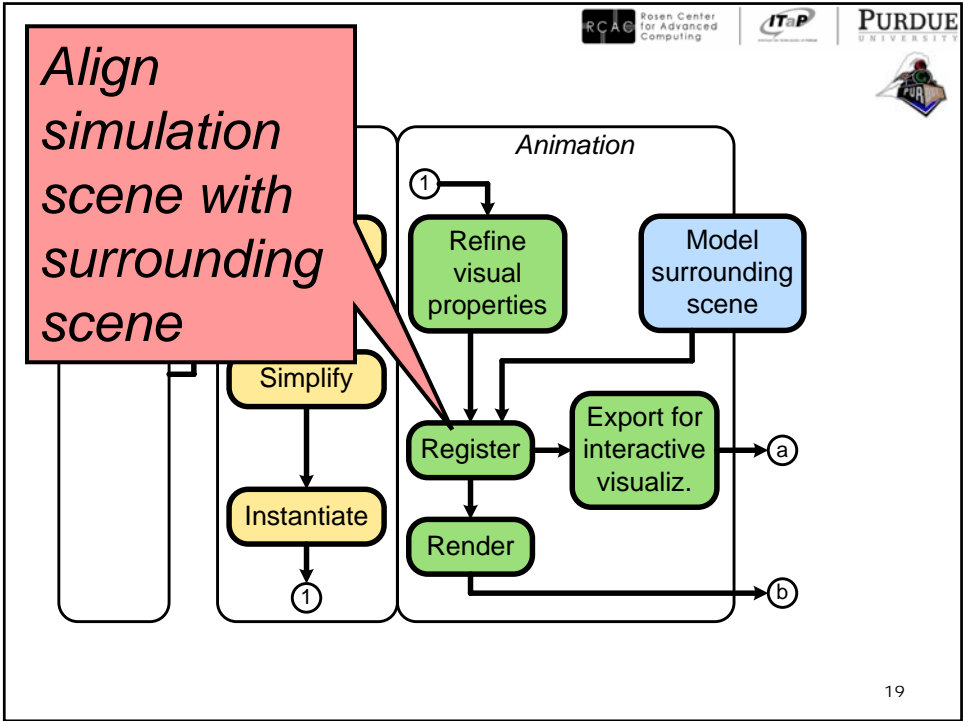 RCAC Rosen Center
for Advanced
Computing
ITaP
PURDUE
UNIVERSITY
PUR
Align
simulation
scene with
surrounding
scene
Animation
1
Refine
visual
properties
Model
surrounding
scene
Simplify
Register
Export for
interactive
visualiz.
a
Instantiate
Render
1
b
19